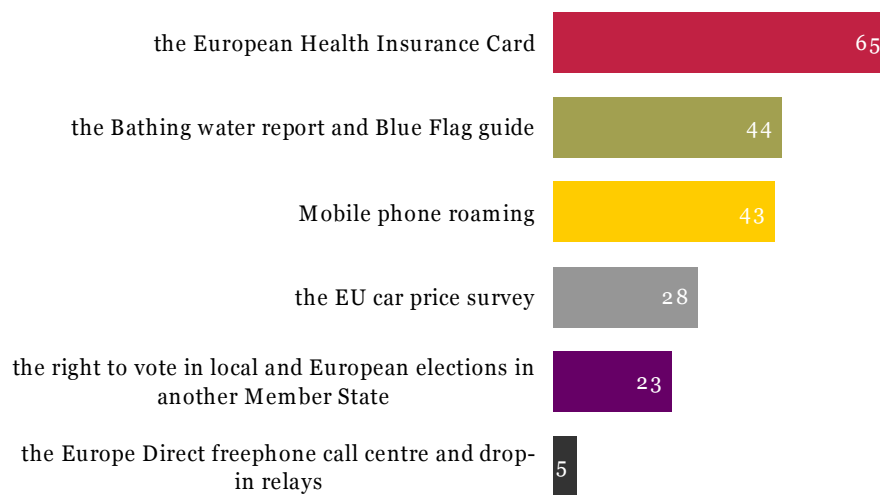 the European Health Insurance Card
65
the Bathing water report and Blue Flag guide
44
Mobile phone roaming
43
the EU car price survey
28
the right to vote in local and European elections in
another Member State
23
the Europe Direct freephone call centre and drop-
in relays
5